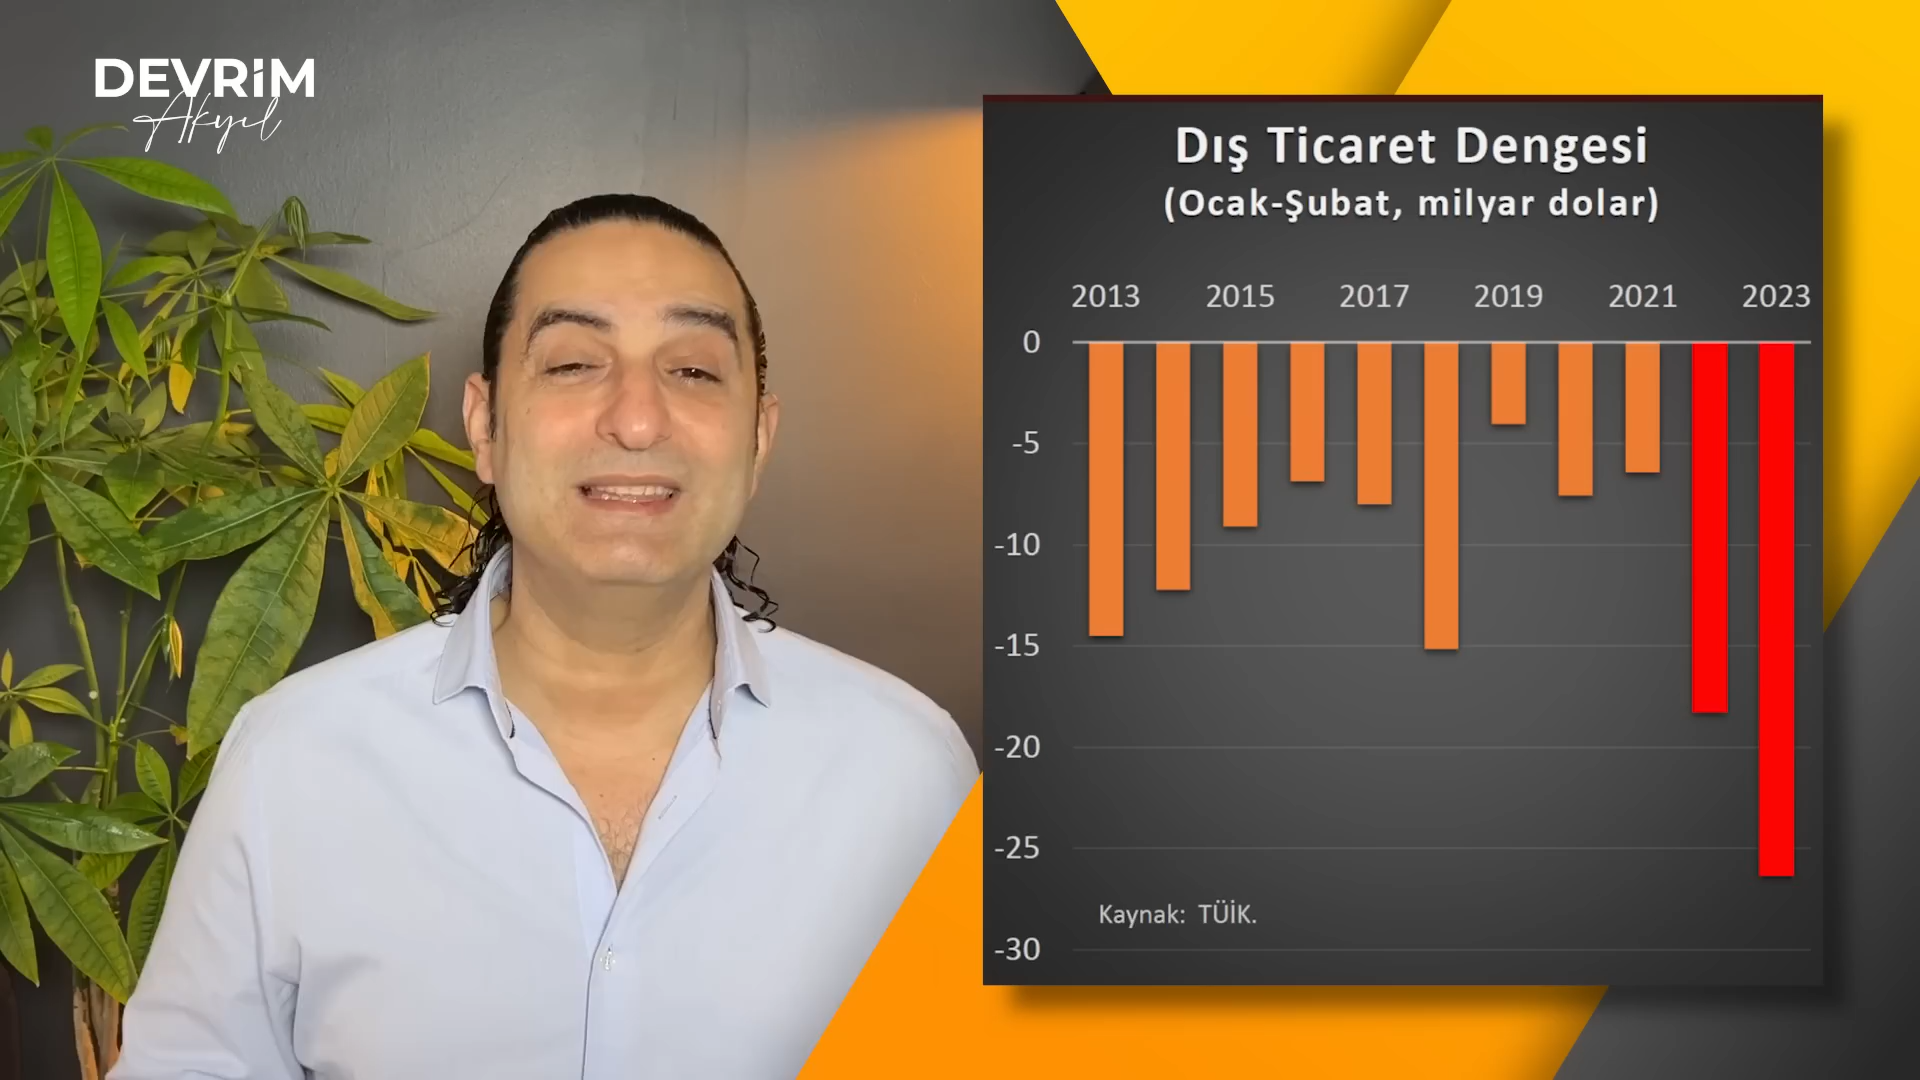 DEVRİM
Akyıl
Dış Ticaret Dengesi
(Ocak-Şubat, milyar dolar)
2013 2015 2017 2019 2021 2023
0
-5
-10
-15
-20
-25
Kaynak: TÜİK.
-30